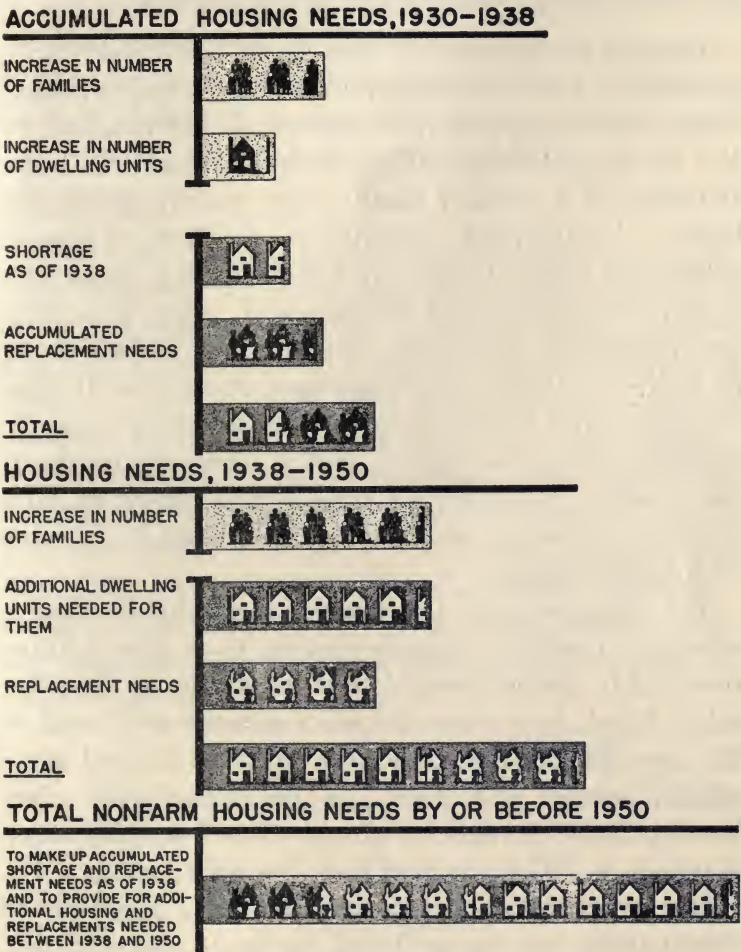 ACCUMULATED HOUSING NEEDS, 1930-1938
INCREASE IN NUMBER
OF FAMILIES
INCREASE IN NUMBER
OF DWELLING UNITS
SHORTAGE
AS OF 1938
ACCUMULATED
REPLACEMENT NEEDS
TOTAL
HOUSING NEEDS, 1938-1950
INCREASE IN NUMBER
OF FAMILIES
ADDITIONAL DWELLING
UNITS NEEDED FOR
THEM
REPLACEMENT NEEDS
TOTAL
TOTAL NONFARM HOUSING NEEDS BY OR BEFORE 1950
TO MAKE UP ACCUMULATED
SHORTAGE AND REPLACE-
MENT NEEDS AS OF 1938
AND TO PROVIDE FOR ADDI-
TIONAL HOUSING AND
REPLACEMENTS NEEDED
BETWEEN 1938 AND 1950